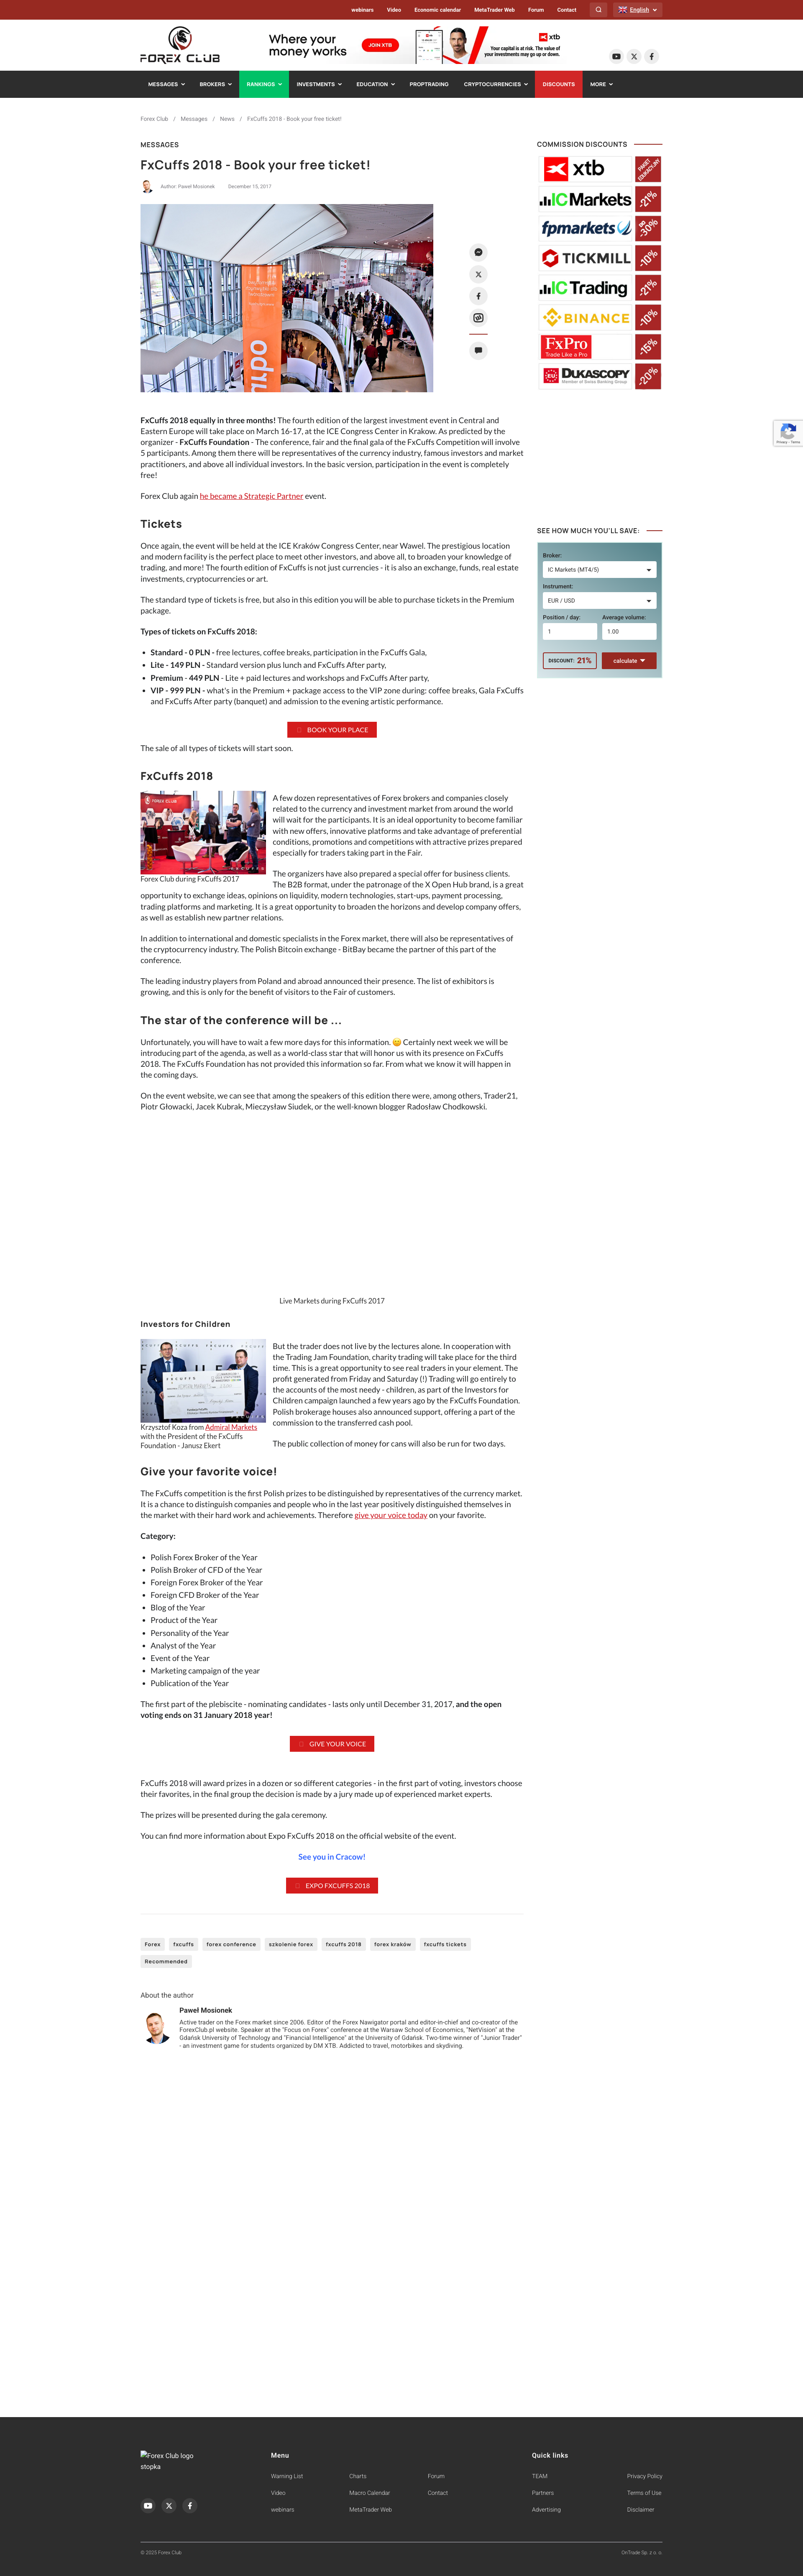 webinars Video Economic calendar MetaTrader Web Forum Contact English
FOREX CLUB
Where your
money works
JOIN XTB
xtb
Your capital is at risk. The value of
your investments may go up or down.
MESSAGES BROKERS RANKINGS INVESTMENTS EDUCATION PROPTRADING CRYPTOCURRENCIES DISCOUNTS MORE
Forex Club / Messages / News / FxCuffs 2018 - Book your free ticket!
MESSAGES
FxCuffs 2018 - Book your free ticket!
Author: Paweł Mosionek December 15, 2017
FxCuffs 2018 equally in three months! The fourth edition of the largest investment event in Central and
Eastern Europe will take place on March 16-17, at the ICE Congress Center in Krakow. As predicted by the
organizer - FxCuffs Foundation - The conference, fair and the final gala of the FxCuffs Competition will involve
5 participants. Among them there will be representatives of the currency industry, famous investors and market
practitioners, and above all individual investors. In the basic version, participation in the event is completely
free!
Forex Club again he became a Strategic Partner event.
Tickets
Once again, the event will be held at the ICE Kraków Congress Center, near Wawel. The prestigious location
and modern facility is the perfect place to meet other investors, and above all, to broaden your knowledge of
trading, and more! The fourth edition of FxCuffs is not just currencies - it is also an exchange, funds, real estate
investments, cryptocurrencies or art.
The standard type of tickets is free, but also in this edition you will be able to purchase tickets in the Premium
package.
Types of tickets on FxCuffs 2018:
• Standard - 0 PLN - free lectures, coffee breaks, participation in the FxCuffs Gala,
• Lite - 149 PLN - Standard version plus lunch and FxCuffs After party,
• Premium - 449 PLN - Lite + paid lectures and workshops and FxCuffs After party,
• VIP - 999 PLN - what's in the Premium + package access to the VIP zone during: coffee breaks, Gala FxCuffs
and FxCuffs After party (banquet) and admission to the evening artistic performance.
BOOK YOUR PLACE
The sale of all types of tickets will start soon.
FxCuffs 2018
A few dozen representatives of Forex brokers and companies closely
related to the currency and investment market from around the world
will wait for the participants. It is an ideal opportunity to become familiar
with new offers, innovative platforms and take advantage of preferential
conditions, promotions and competitions with attractive prizes prepared
especially for traders taking part in the Fair.
Forex Club during FxCuffs 2017
The organizers have also prepared a special offer for business clients.
The B2B format, under the patronage of the X Open Hub brand, is a great
opportunity to exchange ideas, opinions on liquidity, modern technologies, start-ups, payment processing,
trading platforms and marketing. It is a great opportunity to broaden the horizons and develop company offers,
as well as establish new partner relations.
In addition to international and domestic specialists in the Forex market, there will also be representatives of
the cryptocurrency industry. The Polish Bitcoin exchange - BitBay became the partner of this part of the
conference.
The leading industry players from Poland and abroad announced their presence. The list of exhibitors is
growing, and this is only for the benefit of visitors to the Fair of customers.
The star of the conference will be ...
Unfortunately, you will have to wait a few more days for this information. 😀 Certainly next week we will be
introducing part of the agenda, as well as a world-class star that will honor us with its presence on FxCuffs
2018. The FxCuffs Foundation has not provided this information so far. From what we know it will happen in
the coming days.
On the event website, we can see that among the speakers of this edition there were, among others, Trader21,
Piotr Głowacki, Jacek Kubrak, Mieczysław Siudek, or the well-known blogger Radosław Chodkowski.
Live Markets during FxCuffs 2017
Investors for Children
But the trader does not live by the lectures alone. In cooperation with
the Trading Jam Foundation, charity trading will take place for the third
time. This is a great opportunity to see real traders in your element. The
profit generated from Friday and Saturday (!) Trading will go entirely to
the accounts of the most needy - children, as part of the Investors for
Children campaign launched a few years ago by the FxCuffs Foundation.
Polish brokerage houses also announced support, offering a part of the
commission to the transferred cash pool.
Krzysztof Koza from Admiral Markets
with the President of the FxCuffs
Foundation - Janusz Ekert
The public collection of money for cans will also be run for two days.
Give your favorite voice!
The FxCuffs competition is the first Polish prizes to be distinguished by representatives of the currency market.
It is a chance to distinguish companies and people who in the last year positively distinguished themselves in
the market with their hard work and achievements. Therefore give your voice today on your favorite.
Category:
• Polish Forex Broker of the Year
• Polish Broker of CFD of the Year
• Foreign Forex Broker of the Year
• Foreign CFD Broker of the Year
• Blog of the Year
• Product of the Year
• Personality of the Year
• Analyst of the Year
• Event of the Year
• Marketing campaign of the year
• Publication of the Year
The first part of the plebiscite - nominating candidates - lasts only until December 31, 2017, and the open
voting ends on 31 January 2018 year!
GIVE YOUR VOICE
FxCuffs 2018 will award prizes in a dozen or so different categories - in the first part of voting, investors choose
their favorites, in the final group the decision is made by a jury made up of experienced market experts.
The prizes will be presented during the gala ceremony.
You can find more information about Expo FxCuffs 2018 on the official website of the event.
See you in Cracow!
EXPO FXCUFFS 2018
Forex fxcuffs forex conference szkolenie forex fxcuffs 2018 forex kraków fxcuffs tickets
Recommended
About the author
Paweł Mosionek
Active trader on the Forex market since 2006. Editor of the Forex Nawigator portal and editor-in-chief and co-creator of the
ForexClub.pl website. Speaker at the "Focus on Forex" conference at the Warsaw School of Economics, "NetVision" at the
Gdańsk University of Technology and "Financial Intelligence" at the University of Gdańsk. Two-time winner of "Junior Trader"
- an investment game for students organized by DM XTB. Addicted to travel, motorbikes and skydiving.
COMMISSION DISCOUNTS
xtb PAKIET EDUKACYJNY
IC Markets -21%
fpmarkets DO -30%
TICKMILL -10%
IC Trading -21%
BINANCE -10%
FxPro Trade Like a Pro -15%
DUKASCOPY Member of Swiss Banking Group -20%
Privacy - Terms
SEE HOW MUCH YOU'LL SAVE:
Broker:
IC Markets (MT4/5)
Instrument:
EUR / USD
Position / day: Average volume:
1 1.00
DISCOUNT: 21% calculate
Forex Club logo
stopka
Menu
Warning List Charts Forum
Video Macro Calendar Contact
webinars MetaTrader Web
Quick links
TEAM Privacy Policy
Partners Terms of Use
Advertising Disclaimer
© 2025 Forex Club
OnTrade Sp. z o. o.